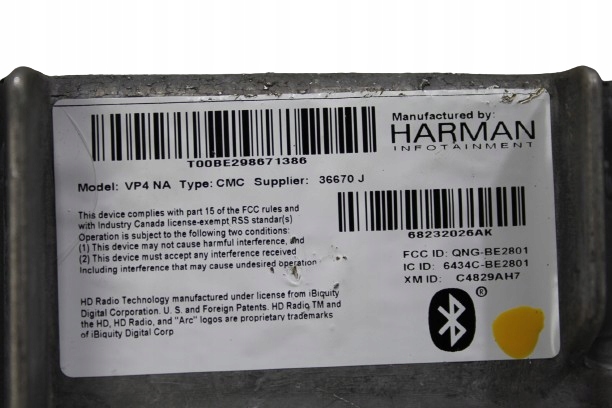 Manufactured by:
HARMAN
INFOTAINMENT
T00BE298671386
Model: VP4 NA Type: CMC Supplier: 36670 J
68232026AK
This device complies with part 15 of the FCC rules and
with Industry Canada license-exempt RSS standar(s)
Operation is subject to the following two conditions:
(1) This device may not cause harmful interference, and
(2) This device must accept any interference received
Including interference that may cause undesired operation
FCC ID: QNG-BE2801
IC ID: 6434C-BE2801
XM ID: C4829AH7
HD Radio Technology manufactured under license from iBiquity
Digital Corporation. U. S. and Foreign Patents. HD Radio TM and
the HD, HD Radio, and "Arc" logos are proprietary trademarks
of iBiquity Digital Corp
®